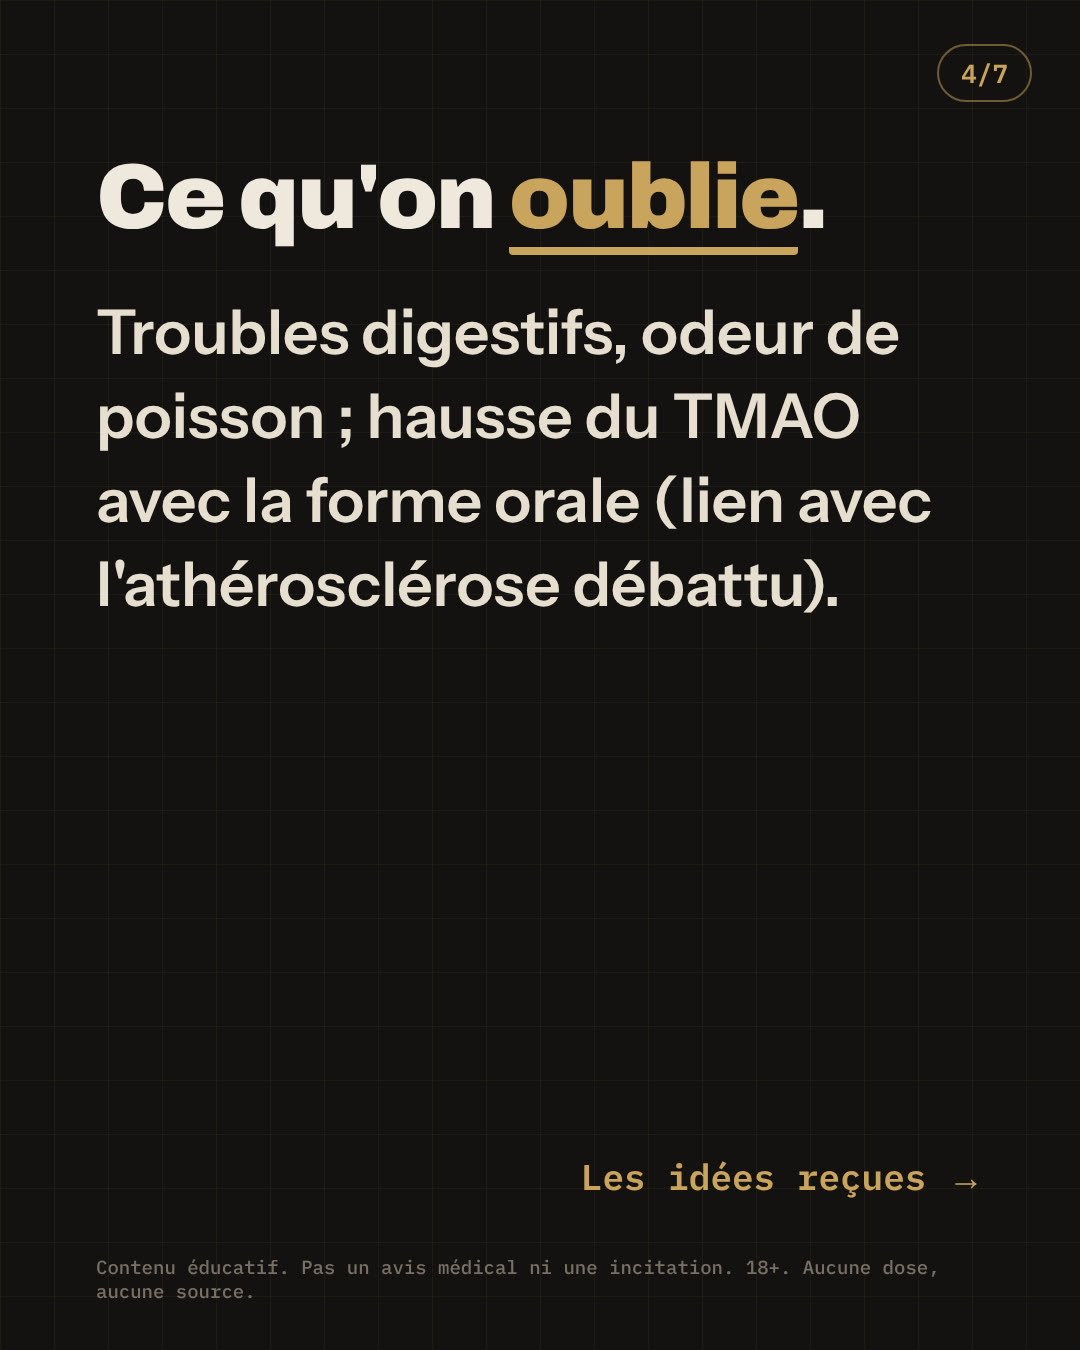 4/7
Ce qu'on oublie.
Troubles digestifs, odeur de
poisson ; hausse du TMAO
avec la forme orale (lien avec
l'athérosclérose débattu).
Les idées reçues →
Contenu éducatif. Pas un avis médical ni une incitation. 18+. Aucune dose,
aucune source.